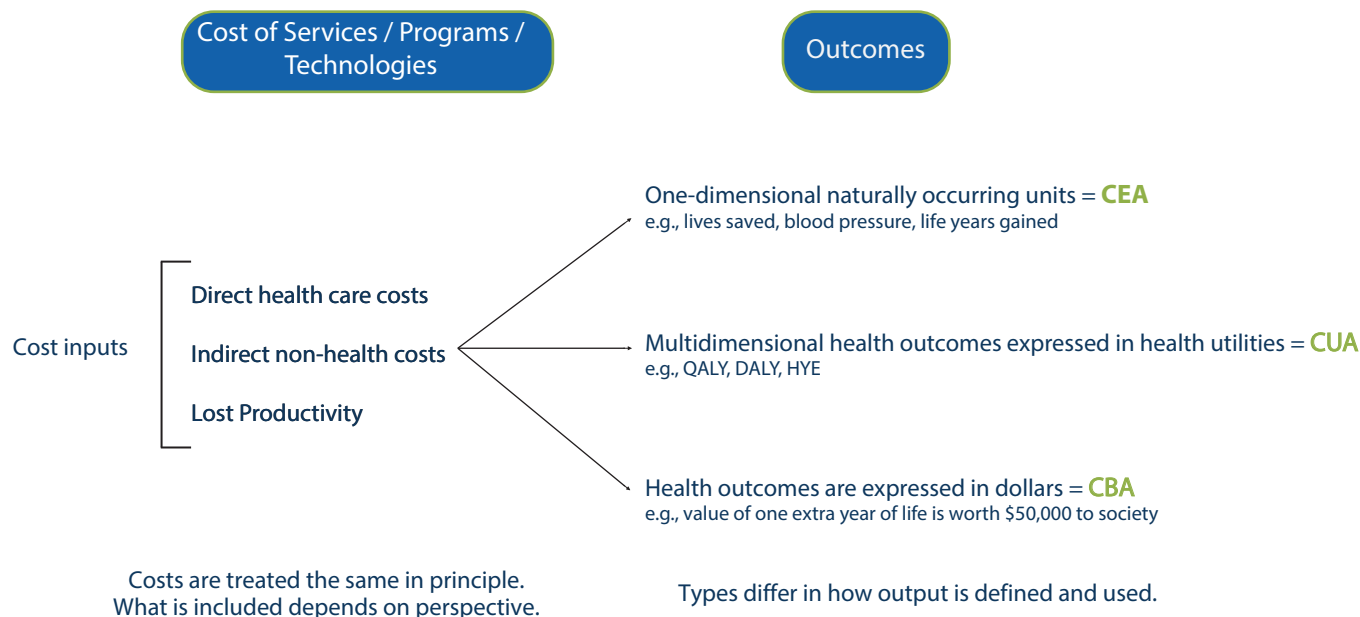 Cost of Services / Programs /
Technologies
Outcomes
One-dimensional naturally occurring units = CEA
e.g., lives saved, blood pressure, life years gained
Cost inputs
Direct health care costs
Indirect non-health costs
Lost Productivity
Multidimensional health outcomes expressed in health utilities = CUA
e.g., QALY, DALY, HYE
Health outcomes are expressed in dollars = CBA
e.g., value of one extra year of life is worth $50,000 to society
Costs are treated the same in principle.
What is included depends on perspective.
Types differ in how output is defined and used.